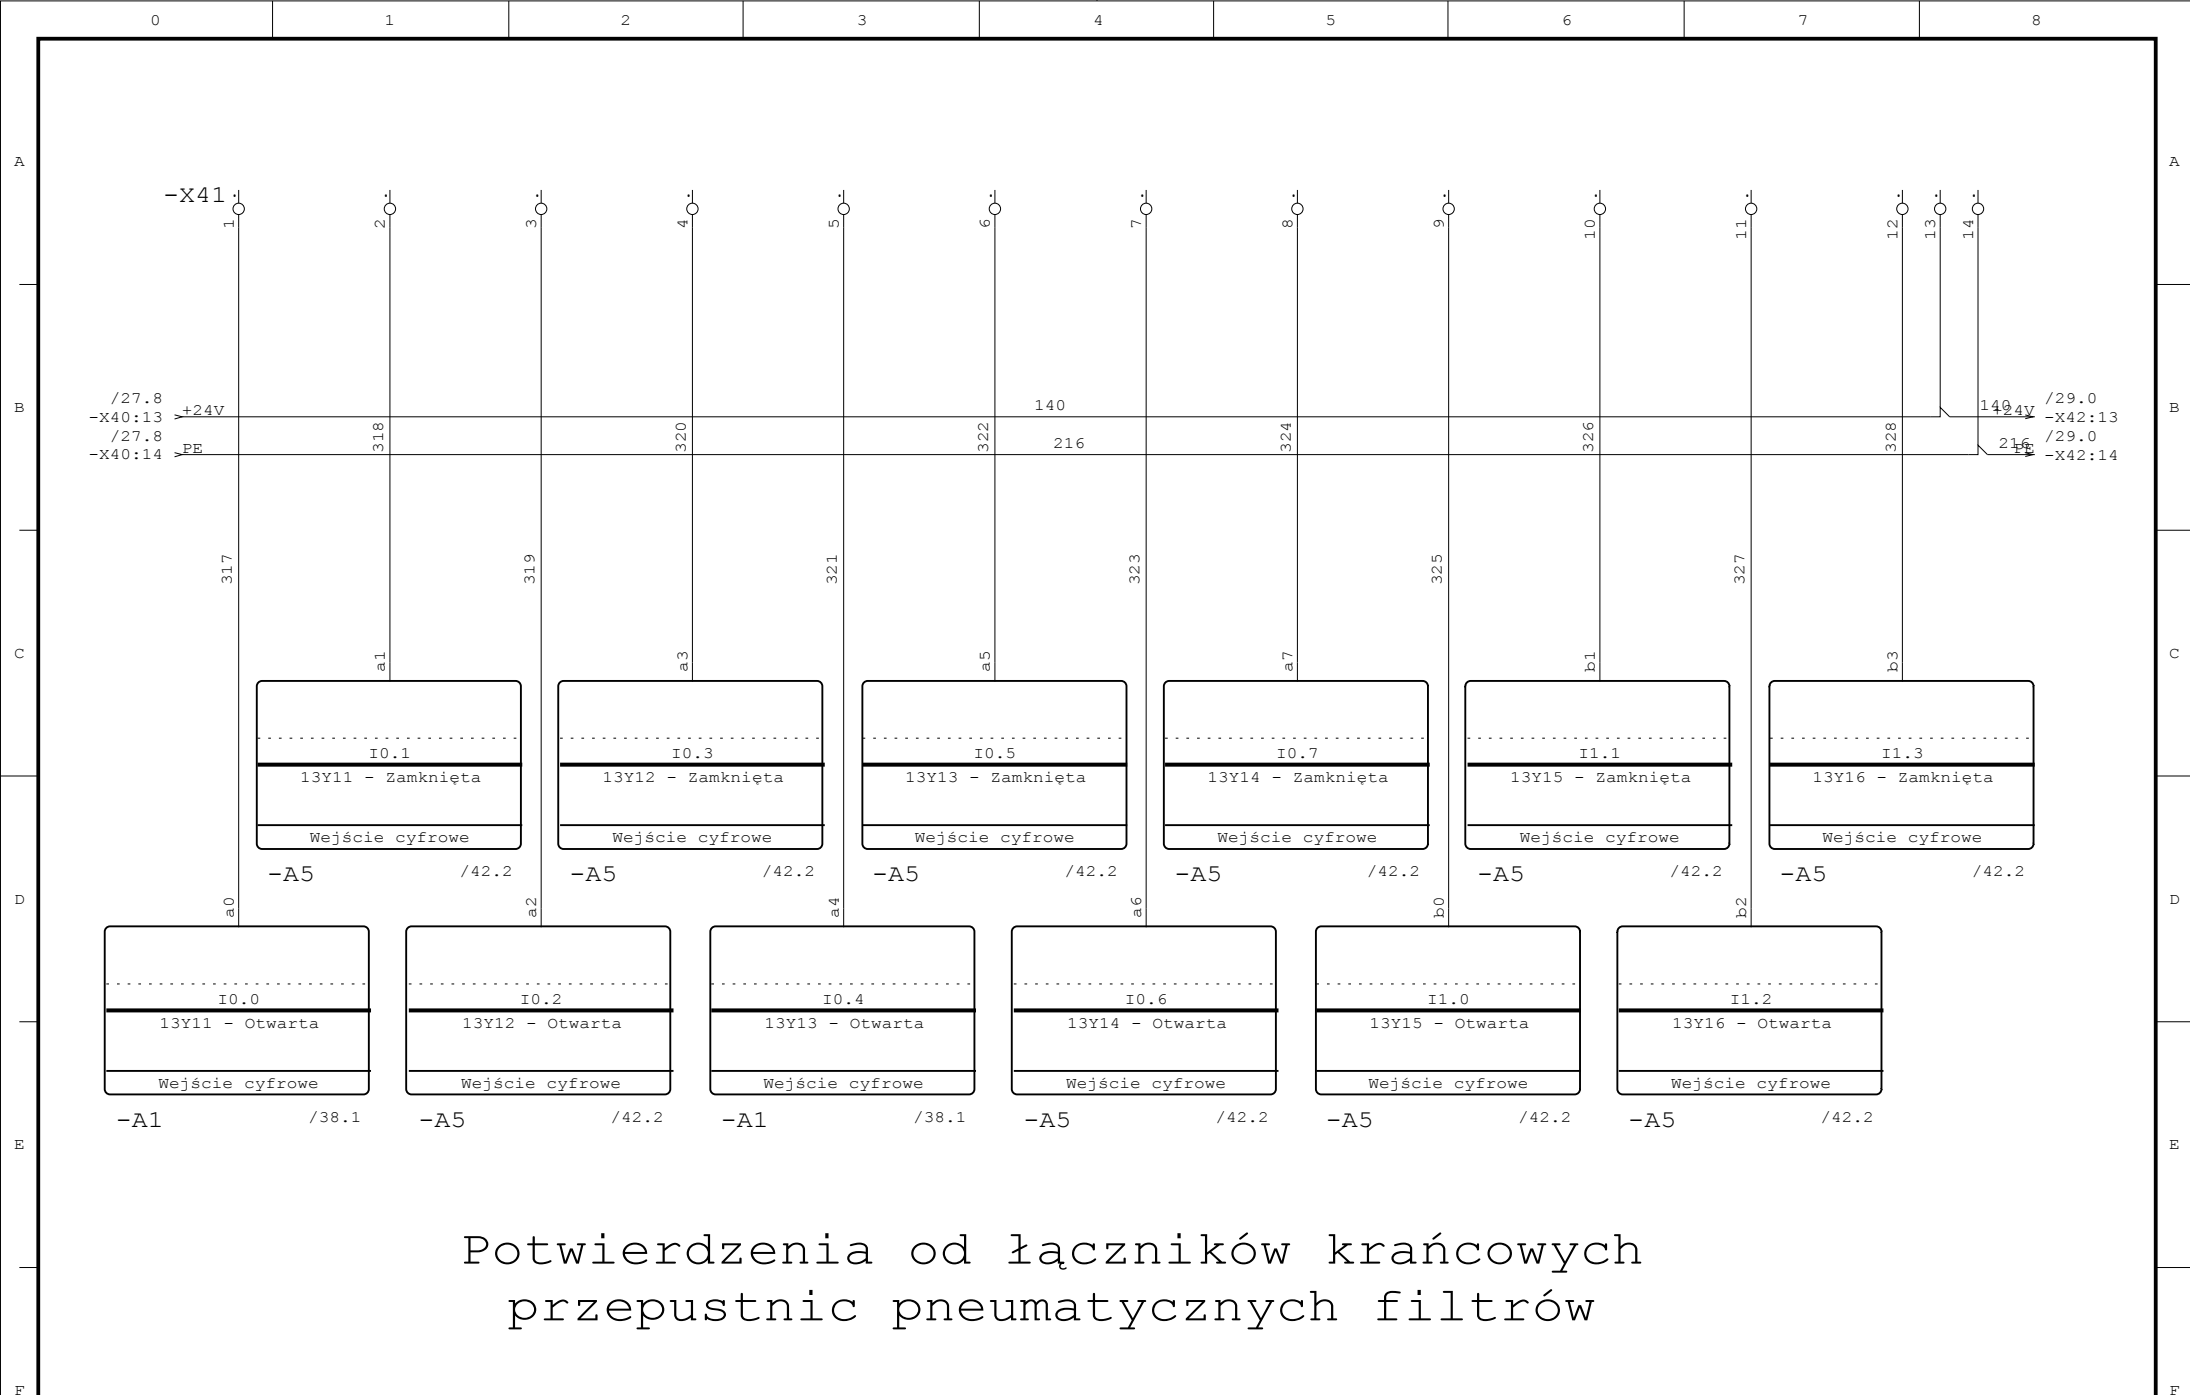 0 1 2 3 4 5 6 7 8
A A
-X41
1 2 3 4 5 6 7 8 9 10 11 12 13 14
/27.8 /29.0
-X40:13 +24V 140 140 +24V -X42:13
B B
/27.8 /29.0
-X40:14 PE 216 216 PE -X42:14
318 320 322 324 326 328
317 319 321 323 325 327
C C
a1 a3 a5 a7 b1 b3
I0.1 I0.3 I0.5 I0.7 I1.1 I1.3
13Y11 - Zamknięta 13Y12 - Zamknięta 13Y13 - Zamknięta 13Y14 - Zamknięta 13Y15 - Zamknięta 13Y16 - Zamknięta
Wejście cyfrowe Wejście cyfrowe Wejście cyfrowe Wejście cyfrowe Wejście cyfrowe Wejście cyfrowe
-A5 /42.2 -A5 /42.2 -A5 /42.2 -A5 /42.2 -A5 /42.2 -A5 /42.2
D D
a0 a2 a4 a6 b0 b2
I0.0 I0.2 I0.4 I0.6 I1.0 I1.2
13Y11 - Otwarta 13Y12 - Otwarta 13Y13 - Otwarta 13Y14 - Otwarta 13Y15 - Otwarta 13Y16 - Otwarta
Wejście cyfrowe Wejście cyfrowe Wejście cyfrowe Wejście cyfrowe Wejście cyfrowe Wejście cyfrowe
-A1 /38.1 -A5 /42.2 -A1 /38.1 -A5 /42.2 -A5 /42.2 -A5 /42.2
E E
Potwierdzenia od łączników krańcowych
przepustnic pneumatycznych filtrów
F F